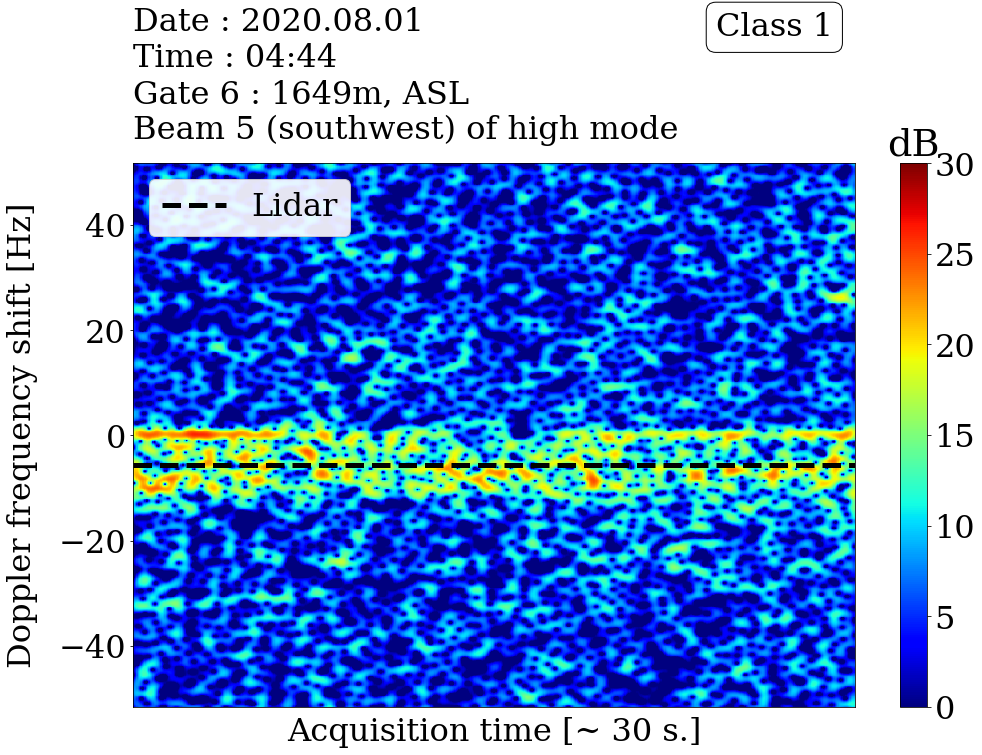 Date : 2020.08.01
Time : 04:44
Gate 6 : 1649m, ASL
Beam 5 (southwest) of high mode
Class 1
dB
Lidar
Doppler frequency shift [Hz]
40
20
0
−20
−40
30
25
20
15
10
5
0
Acquisition time [~ 30 s.]